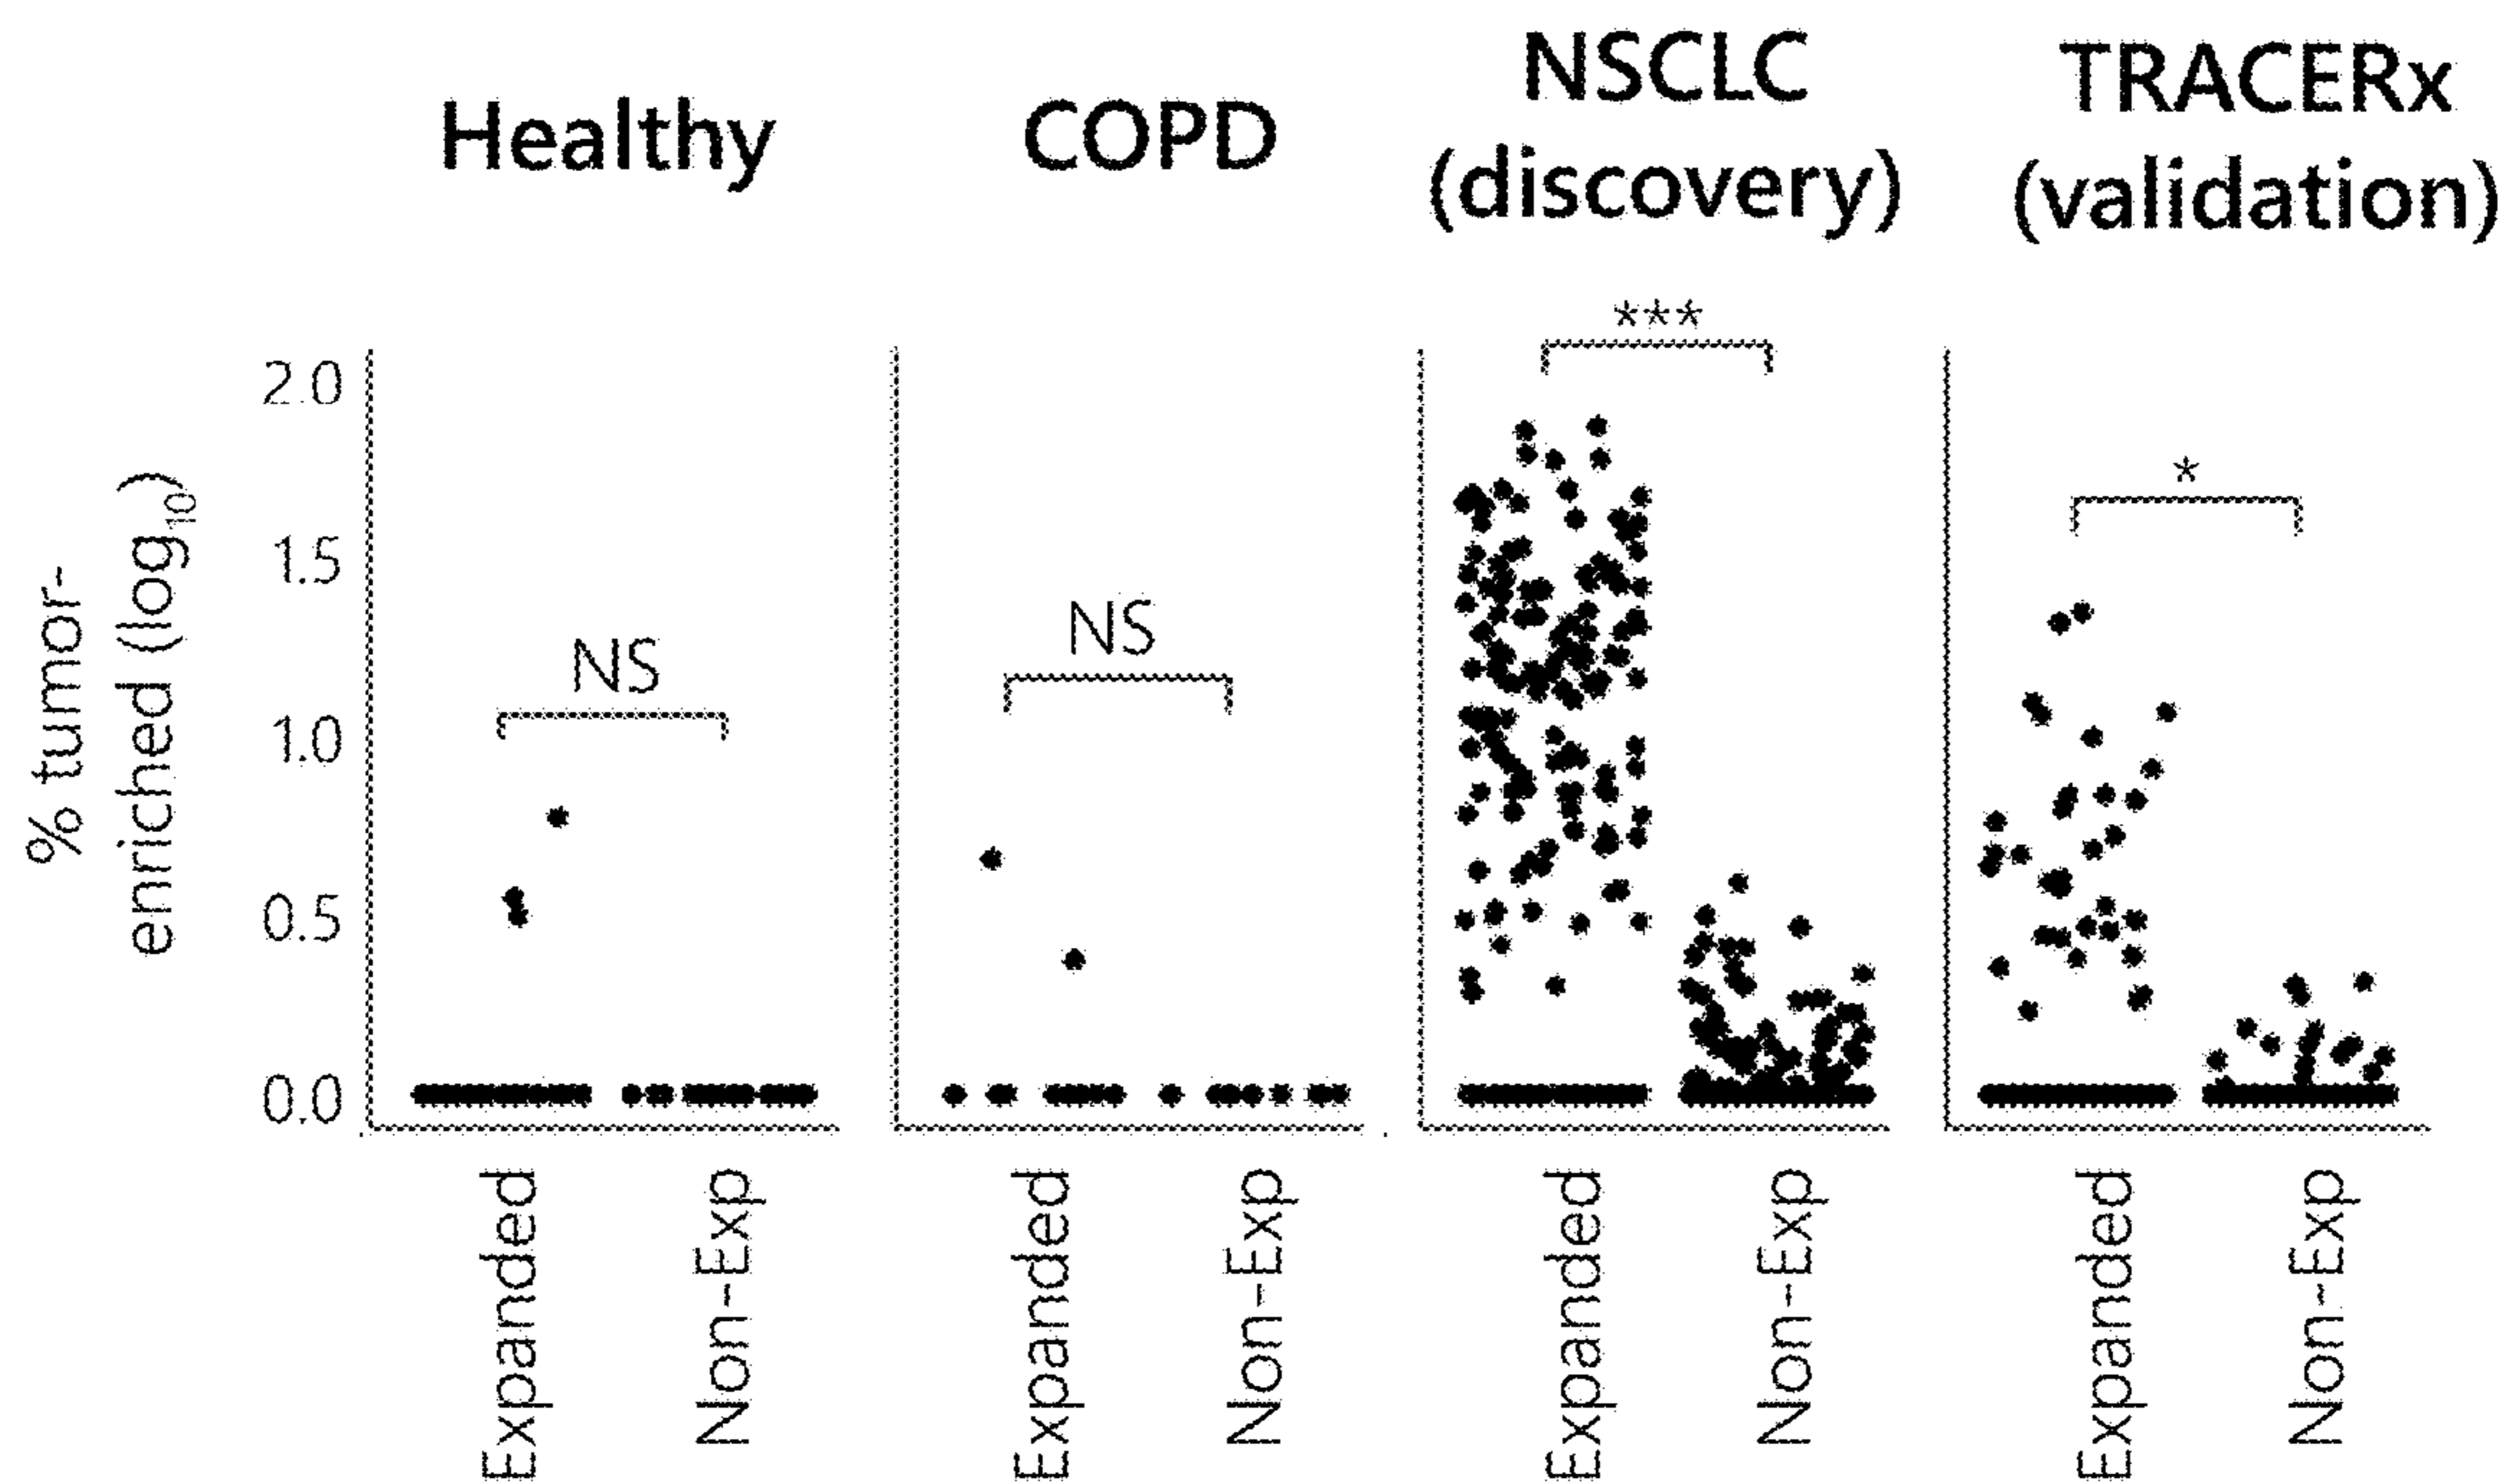 Healthy
COPD
NSCLC
(discovery)
TRACERx
(validation)
% tumor-
enriched (log10)
2.0
1.5
1.0
0.5
0.0
NS
NS
***
*
Expanded
Non-Exp
Expanded
Non-Exp
Expanded
Non-Exp
Expanded
Non-Exp